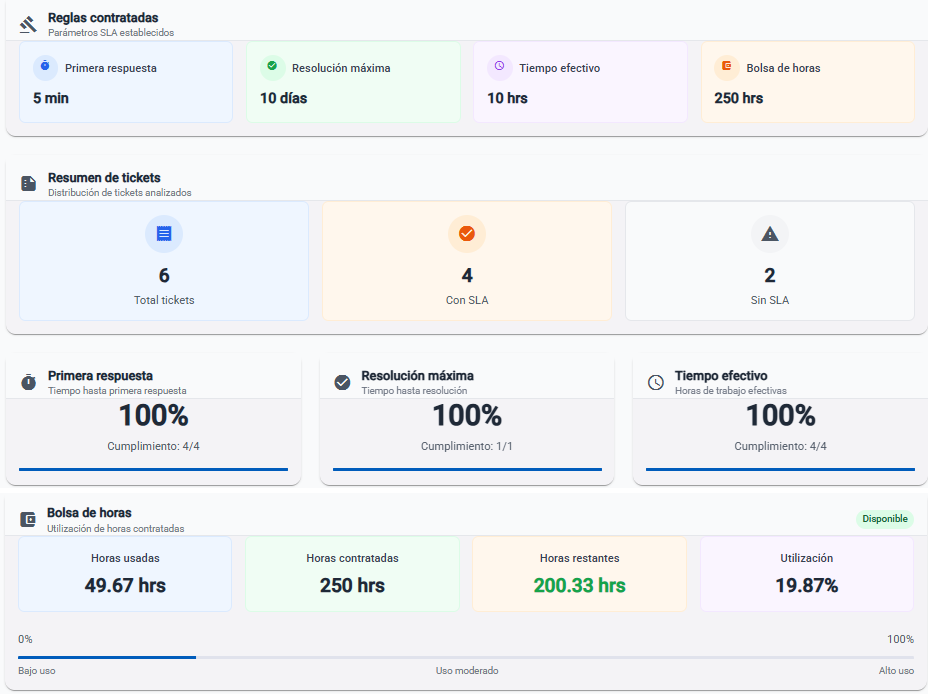 Reglas contratadas
Parámetros SLA establecidos
Primera respuesta
5 min
Resolución máxima
10 días
Tiempo efectivo
10 hrs
Bolsa de horas
250 hrs
Resumen de tickets
Distribución de tickets analizados
6
Total tickets
4
Con SLA
2
Sin SLA
Primera respuesta
Tiempo hasta primera respuesta
100%
Cumplimiento: 4/4
Resolución máxima
Tiempo hasta resolución
100%
Cumplimiento: 1/1
Tiempo efectivo
Horas de trabajo efectivas
100%
Cumplimiento: 4/4
Bolsa de horas
Utilización de horas contratadas
Disponible
Horas usadas
49.67 hrs
Horas contratadas
250 hrs
Horas restantes
200.33 hrs
Utilización
19.87%
0%
100%
Bajo uso
Uso moderado
Alto uso